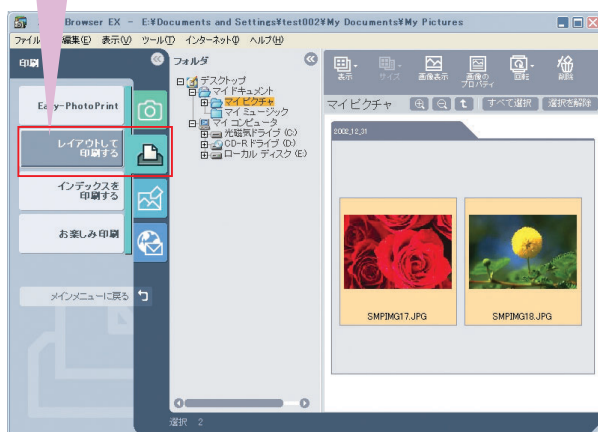 Browser EX - E:¥Documents and Settings¥test002¥My Documents¥My Pictures
ファイル 編集(E) 表示(V) ツール(T) インターネット(I) ヘルプ(H)
印刷
フォルダ
表示
サイズ
画像表示
画像の
プロパティ
回転
削除
デスクトップ
マイドキュメント
マイピクチャ
マイミュージック
マイコンピュータ
光磁気ドライブ (C)
CD-Rドライブ (D)
ローカル ディスク (E)
マイピクチャ
すべて選択
選択を解除
Easy-PhotoPrint
レイアウトして
印刷する
インデックスを
印刷する
お楽しみ印刷
メインメニューに戻る
2002,12,31
SMPIMG17.JPG
SMPIMG18.JPG
選択 2